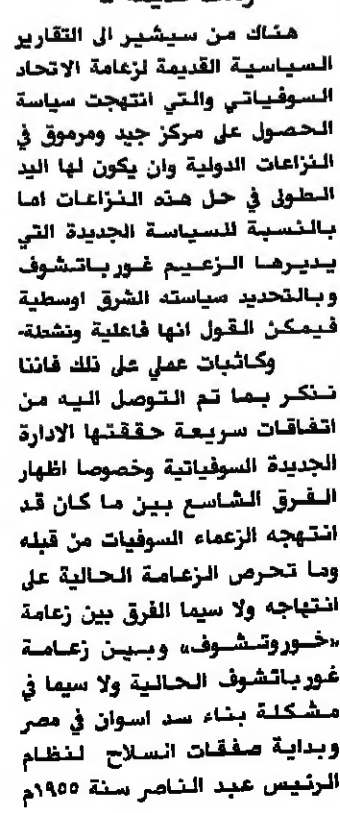 هناك من سيشير الى التقارير
السياسية القديمة لزعامة الاتحاد
السوفياتي والتي انتهجت سياسة
الحصول على مركز جيد ومرموق في
النزاعات الدولية وان يكون لها اليد
الطولى في حل هذه النزاعات اما
بالنسبة للسياسة الجديدة التي
يديرها الزعيم غورباتشوف
وبالتحديد سياسته الشرق اوسطية
فيمكن القول انها فاعلية ونشطة-
وكاثبات عملي على ذلك فاننا
نذكر بما تم التوصل اليه من
اتفاقات سريعة حققتها الادارة
الجديدة السوفياتية وخصوصا اظهار
الفرق الشاسع بين ما كان قد
انتهجه الزعماء السوفيات من قبله
وما تحرص الزعامة الحالية على
انتهاجه ولا سيما الفرق بين زعامة
«خوروتشوف» وبين زعامة
غورباتشوف الحالية ولا سيما في
مشكلة بناء سد اسوان في مصر
وبداية صفقات انسلاح لنظام
الرئيس عبد الناصر سنة ١٩٥٥م